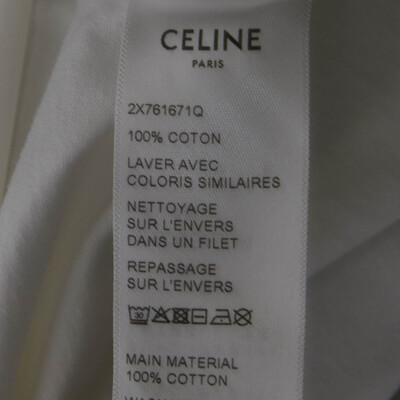 CELINE
PARIS
2X761671Q
100% COTON
LAVER AVEC
COLORIS SIMILAIRES
NETTOYAGE
SUR L'ENVERS
DANS UN FILET
REPASSAGE
SUR L'ENVERS
30
MAIN MATERIAL
100% COTTON